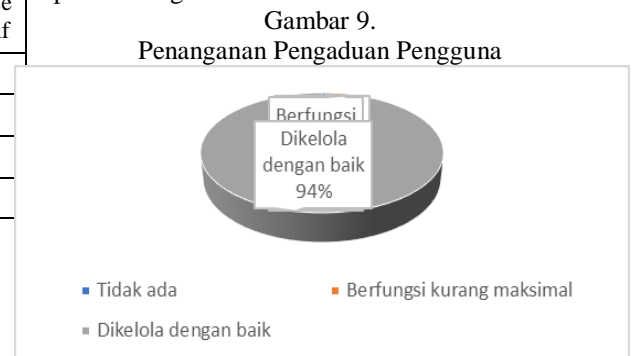 Gambar 9.
Penanganan Pengaduan Pengguna
Berfungsi
Dikelola
dengan baik
94%
Tidak ada
Berfungsi kurang maksimal
Dikelola dengan baik